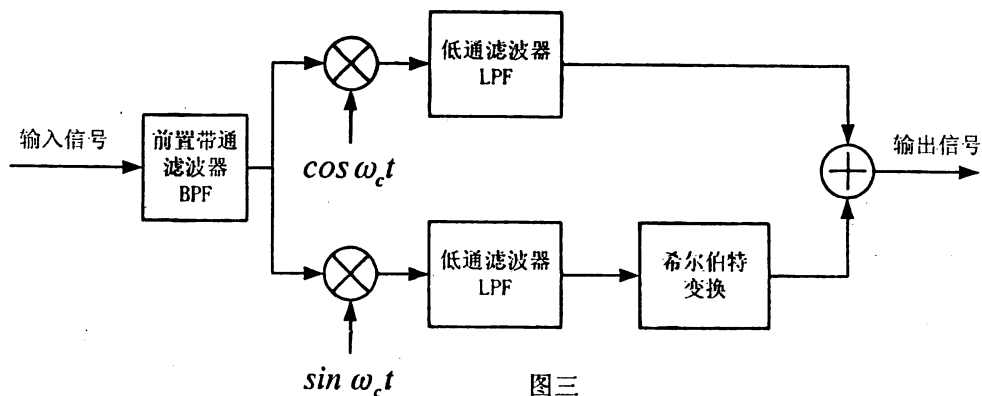 低通滤波器
LPF
输入信号
前置带通
滤波器
BPF
cos ω_c t
输出信号
低通滤波器
LPF
希尔伯特
变换
sin ω_c t
图三